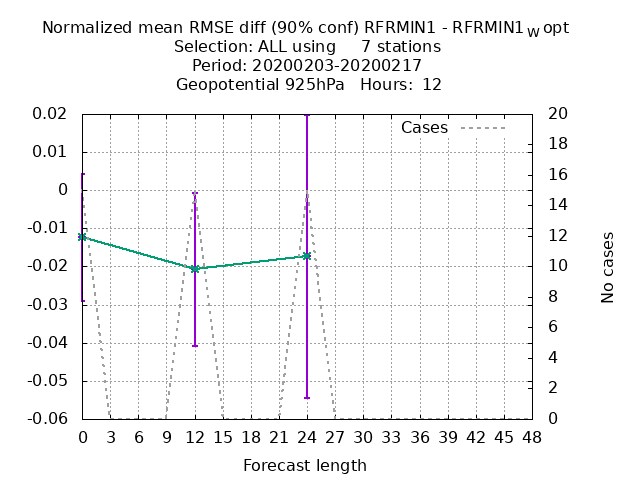 Normalized mean RMSE diff (90% conf) RFRMIN1 - RFRMIN1W opt
Selection: ALL using 7 stations
Period: 20200203-20200217
Geopotential 925hPa Hours: 12
Cases
0.02
0.01
0
-0.01
-0.02
-0.03
-0.04
-0.05
-0.06
20
18
16
14
12
10
8
6
4
2
0
No cases
0 3 6 9 12 15 18 21 24 27 30 33 36 39 42 45 48
Forecast length